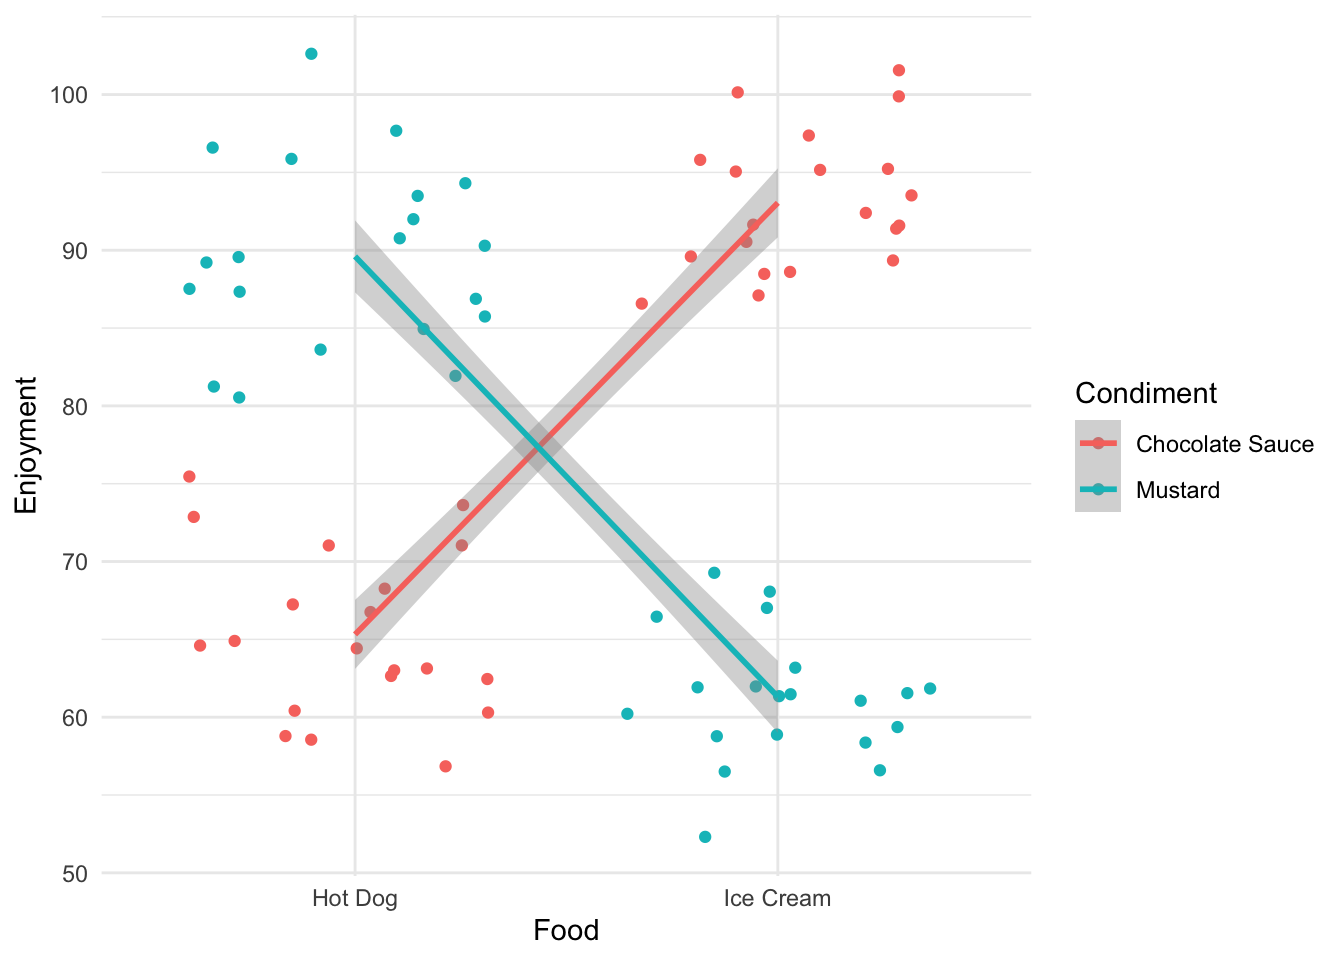 100
90
80
70
60
50
Enjoyment
Hot Dog
Ice Cream
Food
Condiment
Chocolate Sauce
Mustard